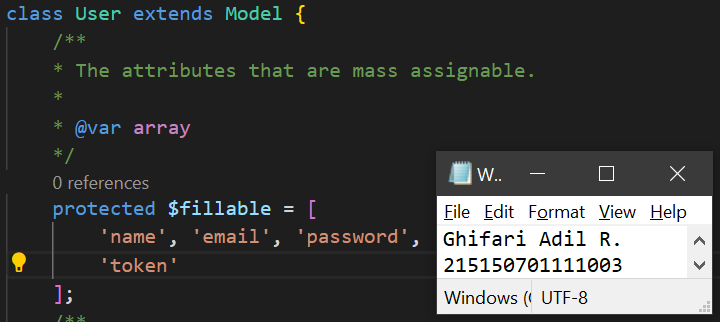 class User extends Model {
/**
* The attributes that are mass assignable.
*
* @var array
*/
0 references
protected $fillable = [
'name', 'email', 'password',
'token'
];
/**
W..
File Edit Format View Help
Ghifari Adil R.
215150701111003
Windows (
UTF-8